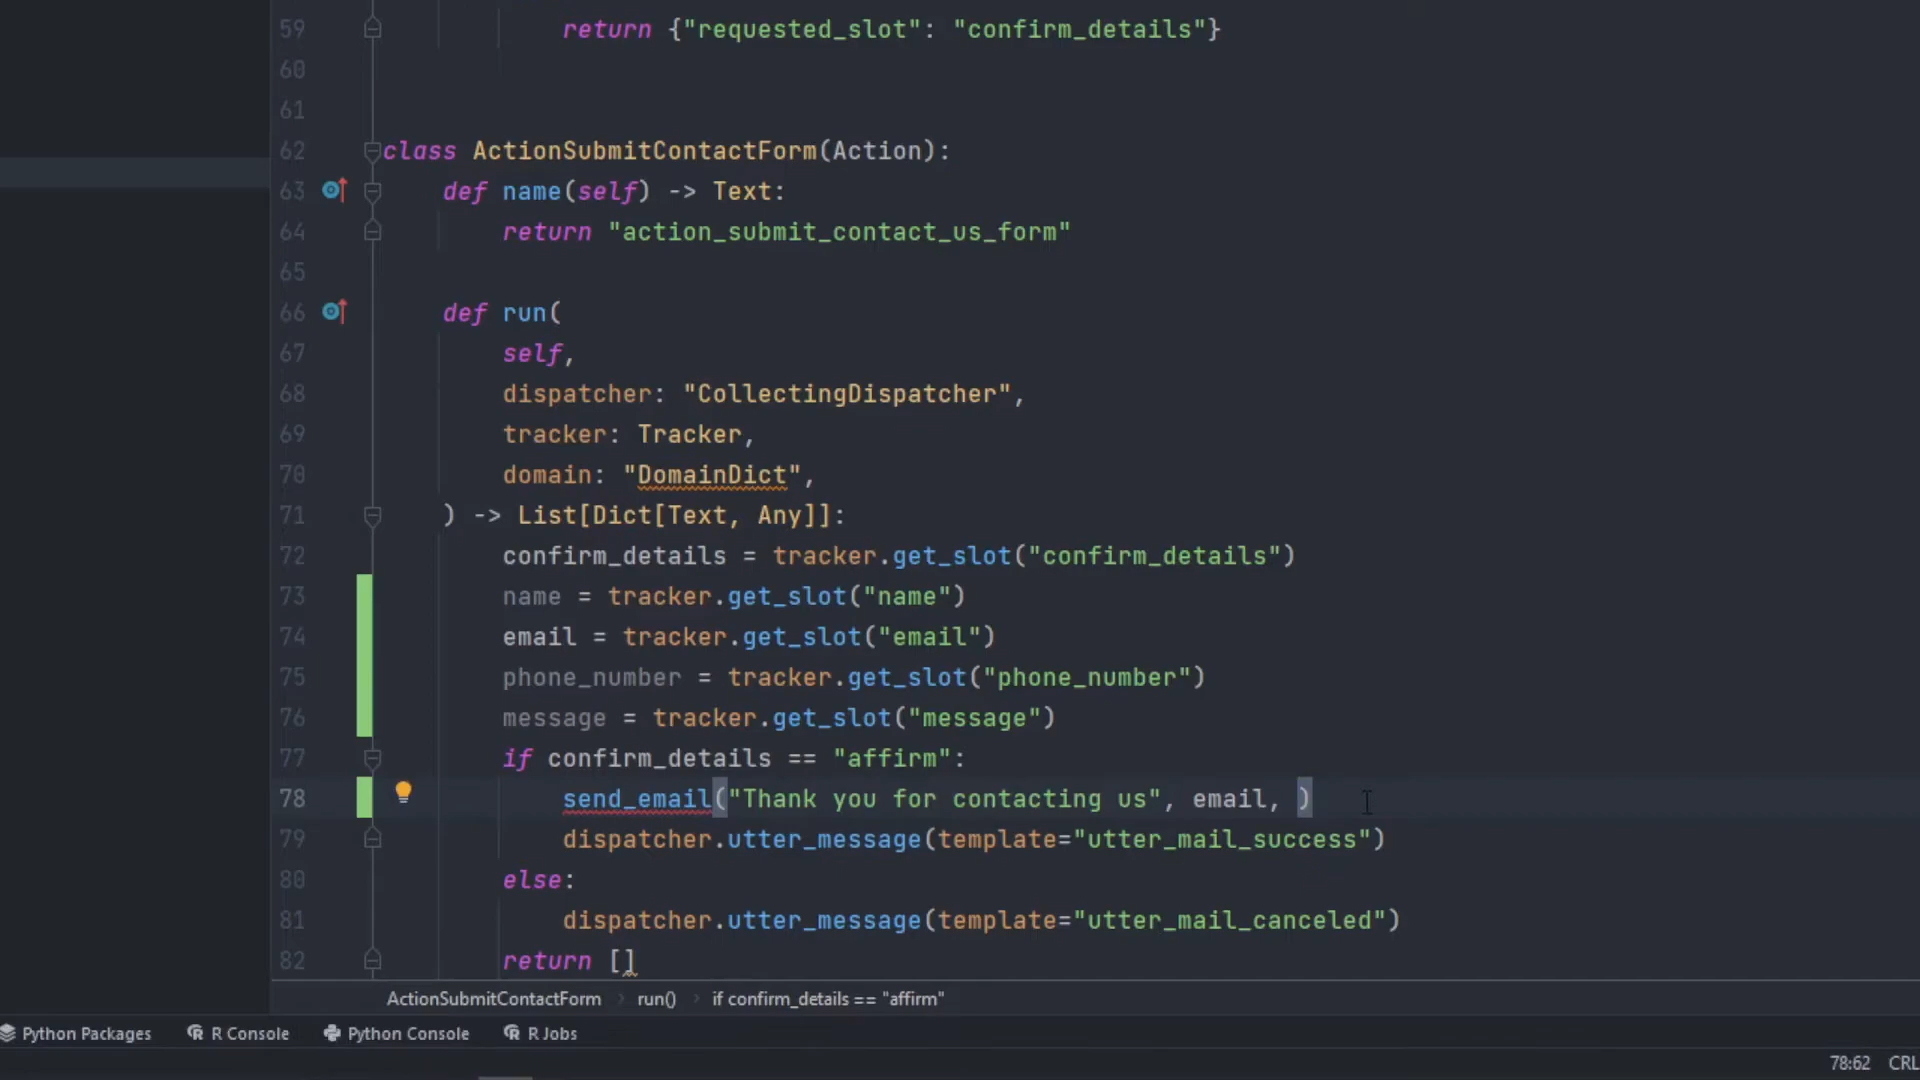 59 return {"requested_slot": "confirm_details"}
60
61
62 class ActionSubmitContactForm(Action):
63 def name(self) -> Text:
64 return "action_submit_contact_us_form"
65
66 def run(
67 self,
68 dispatcher: "CollectingDispatcher",
69 tracker: Tracker,
70 domain: "DomainDict",
71 ) -> List[Dict[Text, Any]]:
72 confirm_details = tracker.get_slot("confirm_details")
73 name = tracker.get_slot("name")
74 email = tracker.get_slot("email")
75 phone_number = tracker.get_slot("phone_number")
76 message = tracker.get_slot("message")
77 if confirm_details == "affirm":
78 send_email("Thank you for contacting us", email, )
79 dispatcher.utter_message(template="utter_mail_success")
80 else:
81 dispatcher.utter_message(template="utter_mail_canceled")
82 return []
ActionSubmitContactForm › run() › if confirm_details == "affirm"
Python Packages R Console Python Console R Jobs
78:62 CRL